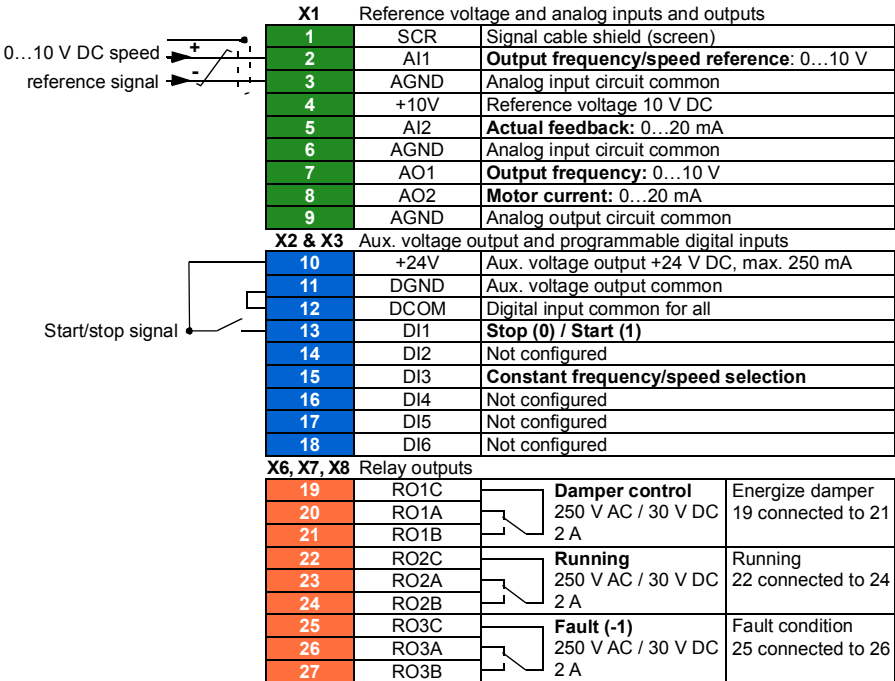 X1 Reference voltage and analog inputs and outputs
1 SCR Signal cable shield (screen)
0…10 V DC speed + 2 AI1 Output frequency/speed reference: 0…10 V
reference signal - 3 AGND Analog input circuit common
4 +10V Reference voltage 10 V DC
5 AI2 Actual feedback: 0…20 mA
6 AGND Analog input circuit common
7 AO1 Output frequency: 0…10 V
8 AO2 Motor current: 0…20 mA
9 AGND Analog output circuit common
X2 & X3 Aux. voltage output and programmable digital inputs
10 +24V Aux. voltage output +24 V DC, max. 250 mA
11 DGND Aux. voltage output common
12 DCOM Digital input common for all
Start/stop signal 13 DI1 Stop (0) / Start (1)
14 DI2 Not configured
15 DI3 Constant frequency/speed selection
16 DI4 Not configured
17 DI5 Not configured
18 DI6 Not configured
X6, X7, X8 Relay outputs
19 RO1C Damper control Energize damper
20 RO1A 250 V AC / 30 V DC 19 connected to 21
21 RO1B 2 A
22 RO2C Running Running
23 RO2A 250 V AC / 30 V DC 22 connected to 24
24 RO2B 2 A
25 RO3C Fault (-1) Fault condition
26 RO3A 250 V AC / 30 V DC 25 connected to 26
27 RO3B 2 A